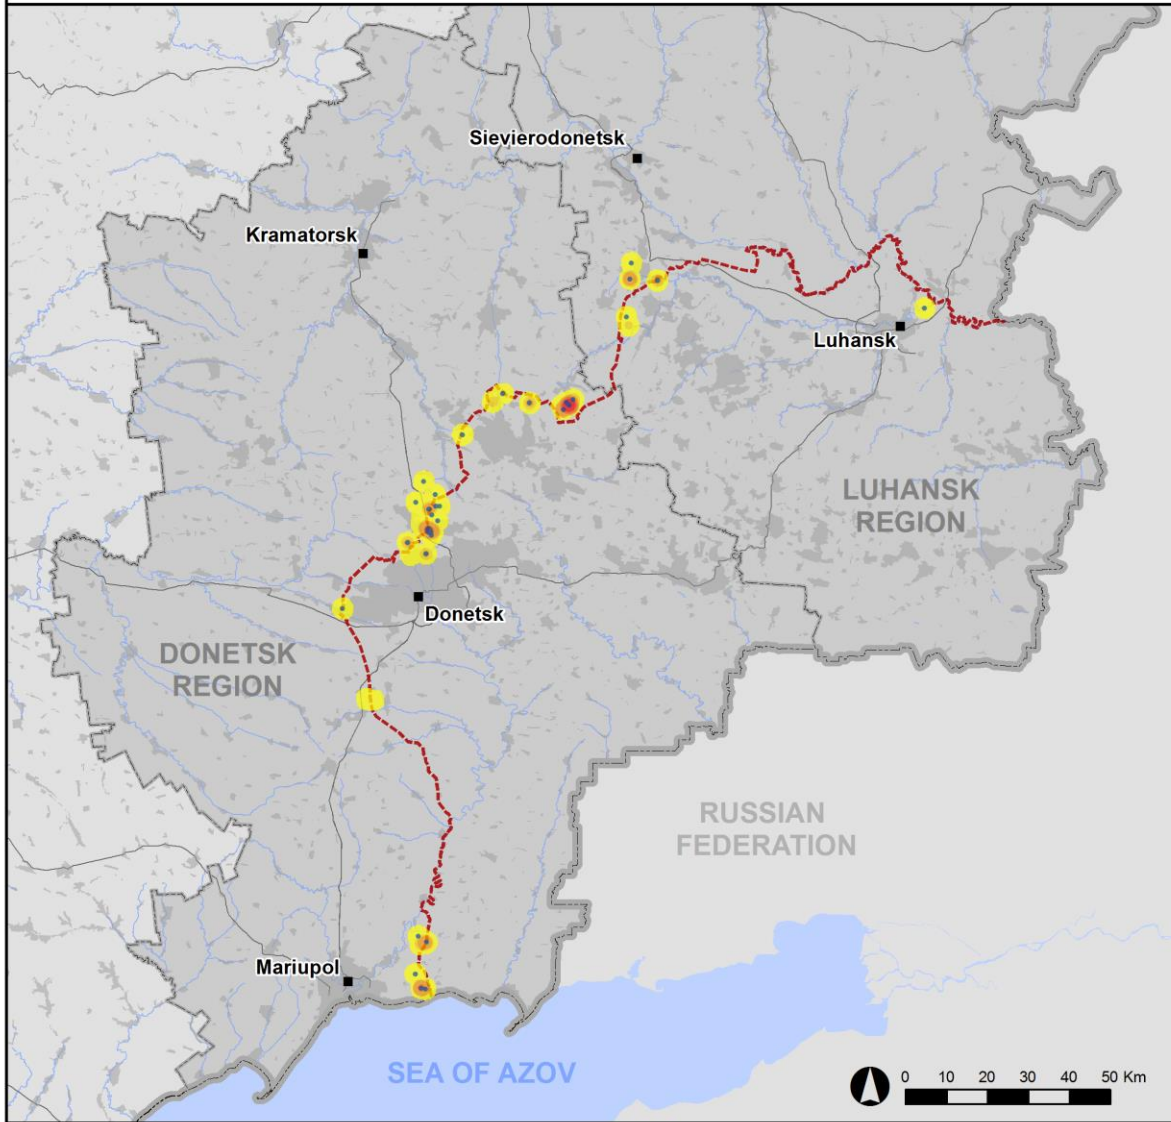 Sievierodonetsk
Kramatorsk
Luhansk
LUHANSK
REGION
Donetsk
DONETSK
REGION
RUSSIAN
FEDERATION
Mariupol
SEA OF AZOV
0 10 20 30 40 50 Km